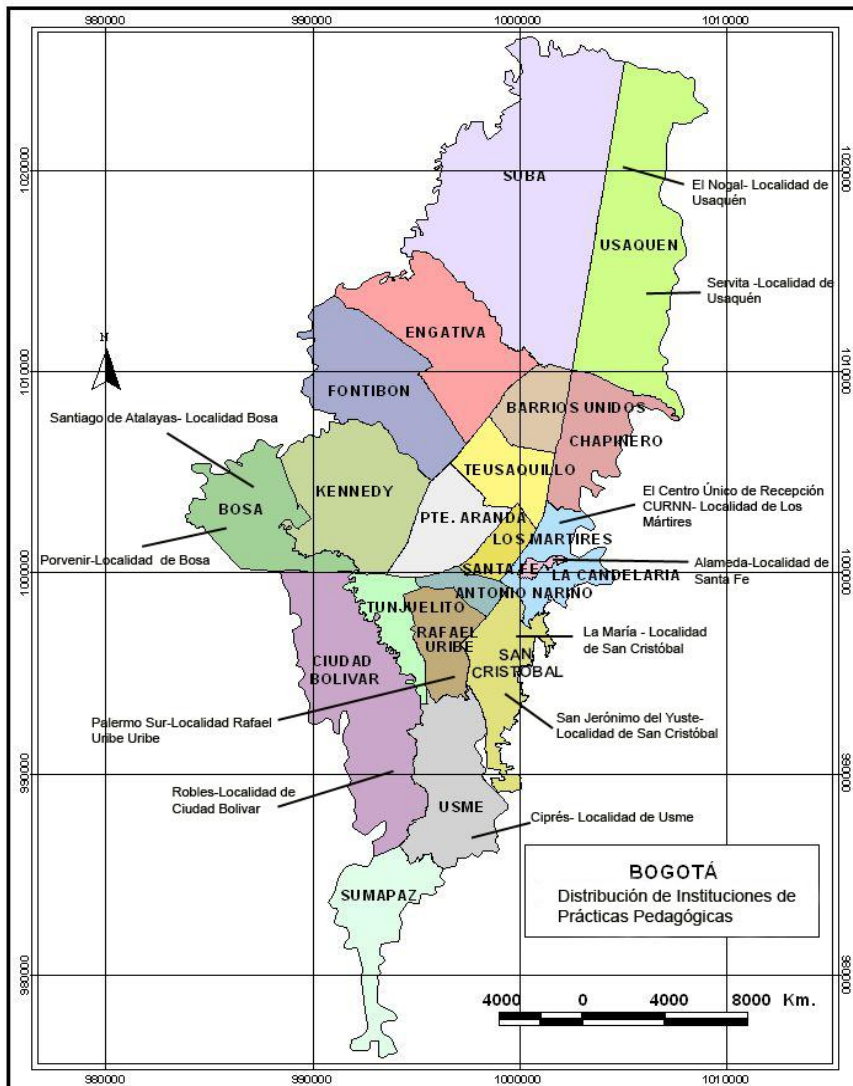 980000 990000 1000000 1010000
SUBA
1020000
1020000
El Nogal- Localidad de
Usaquén
USAQUEN
Servita -Localidad de
Usaquén
ENGATIVA
N
1010000
1010000
FONTIBON
BARRIOS UNIDOS
Santiago de Atalayas- Localidad Bosa
CHAPINERO
TEUSAQUILLO
KENNEDY
El Centro Único de Recepción
CURNN- Localidad de Los
Mártires
BOSA
PTE. ARANDA
LOS MARTIRES
Porvenir-Localidad de Bosa
Alameda-Localidad de
Santa Fe
SANTA FE
LA CANDELARIA
1000000
1000000
ANTONIO NARIÑO
TUNJUELITO
RAFAEL
URIBE
La María - Localidad
de San Cristóbal
SAN
CRISTOBAL
CIUDAD
BOLIVAR
Palermo Sur-Localidad Rafael
Uribe Uribe
San Jerónimo del Yuste-
Localidad de San Cristóbal
990000
990000
Robles-Localidad de
Ciudad Bolivar
USME
Ciprés- Localidad de Usme
BOGOTÁ
Distribución de Instituciones de
Prácticas Pedagógicas
SUMAPAZ
980000
980000
4000 0 4000 8000 Km.
980000 990000 1000000 1010000